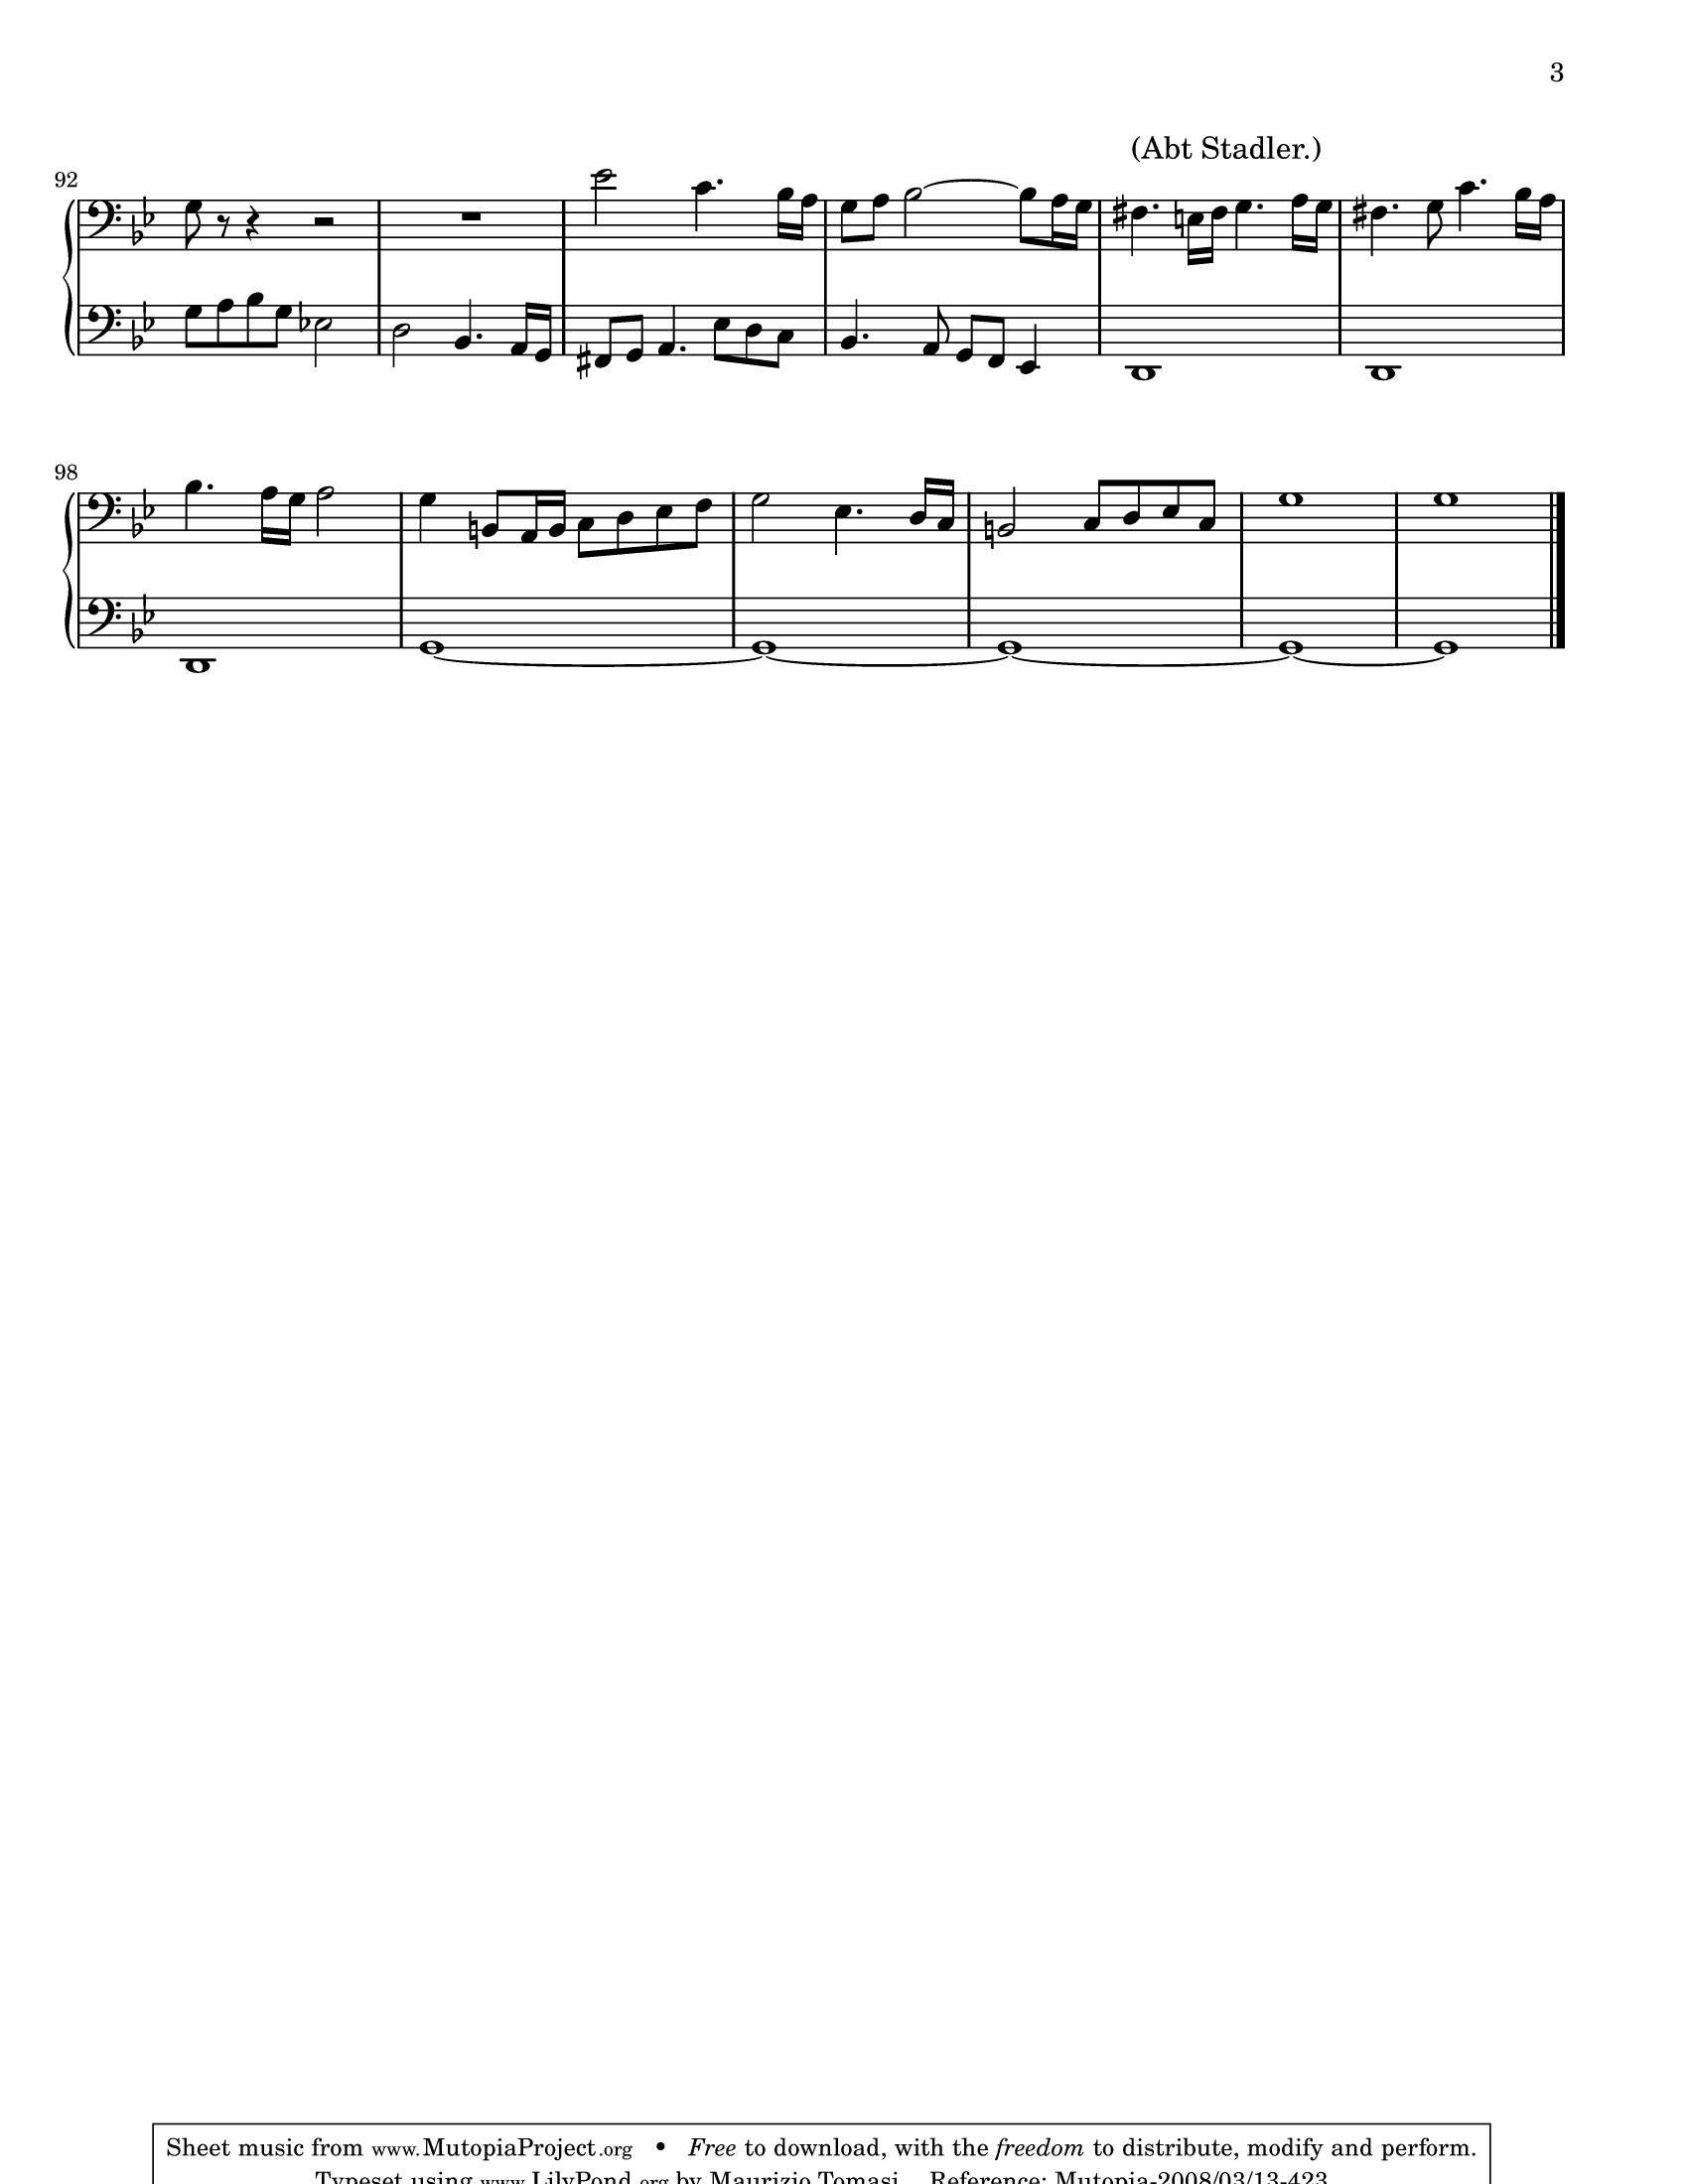 3
(Abt Stadler.)
92
98
Sheet music from www.MutopiaProject.org • Free to download, with the freedom to distribute, modify and perform.
Typeset using www.LilyPond.org by Maurizio Tomasi. Reference: Mutopia-2008/03/13-423